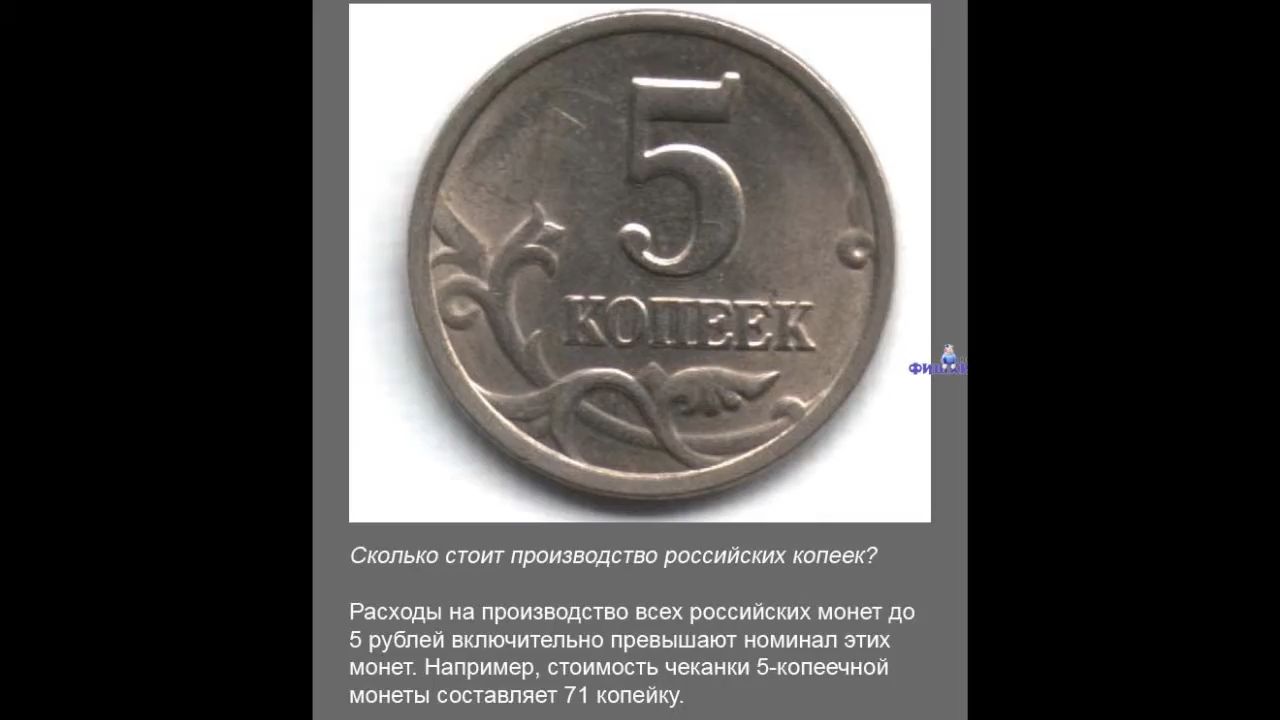 5
КОПЕЕК
Сколько стоит производство российских копеек?
Расходы на производство всех российских монет до
5 рублей включительно превышают номинал этих
монет. Например, стоимость чеканки 5-копеечной
монеты составляет 71 копейку.